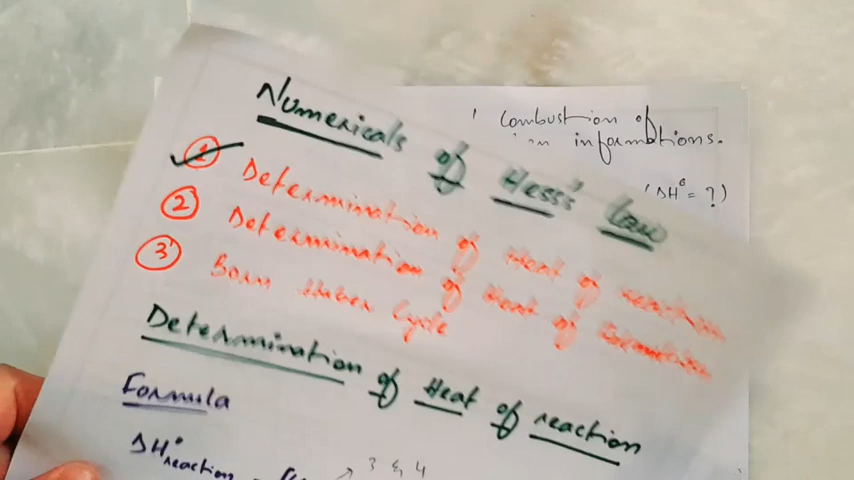 Numericals of Hess's law
① Determination of Heat of reaction
② Determination of Heat of formation
③ Born Haber Cycle
Determination of Heat of reaction
Formula
ΔH°reaction
3 & 4
Combustion of
informations.
(ΔH° = ?)